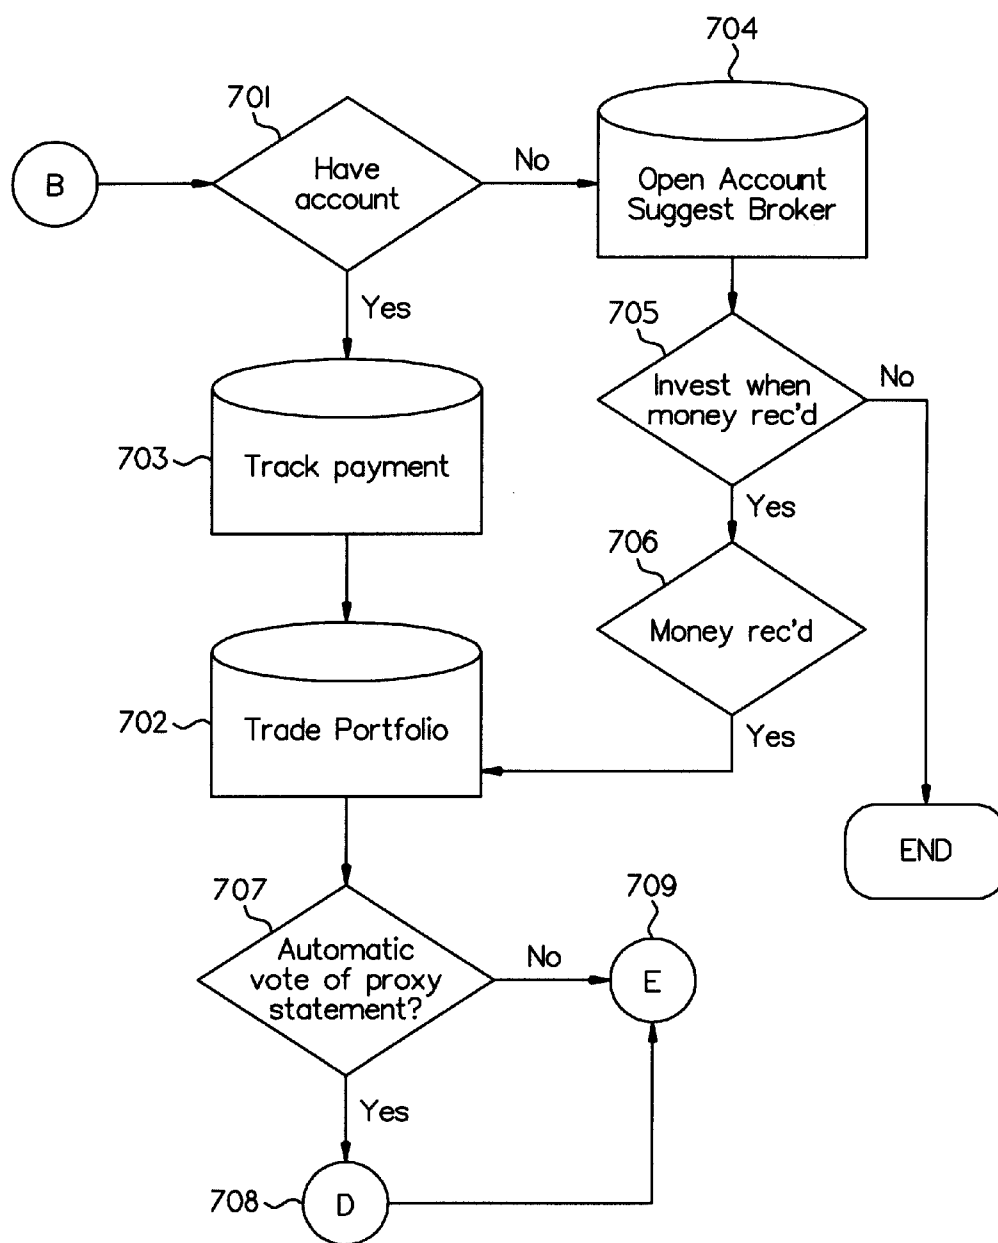 704
701
B
Have
account
No
Open Account
Suggest Broker
Yes
705
Invest when
money rec'd
No
703
Track payment
Yes
706
Money rec'd
702
Trade Portfolio
Yes
END
707
709
Automatic
vote of proxy
statement?
No
E
Yes
708
D